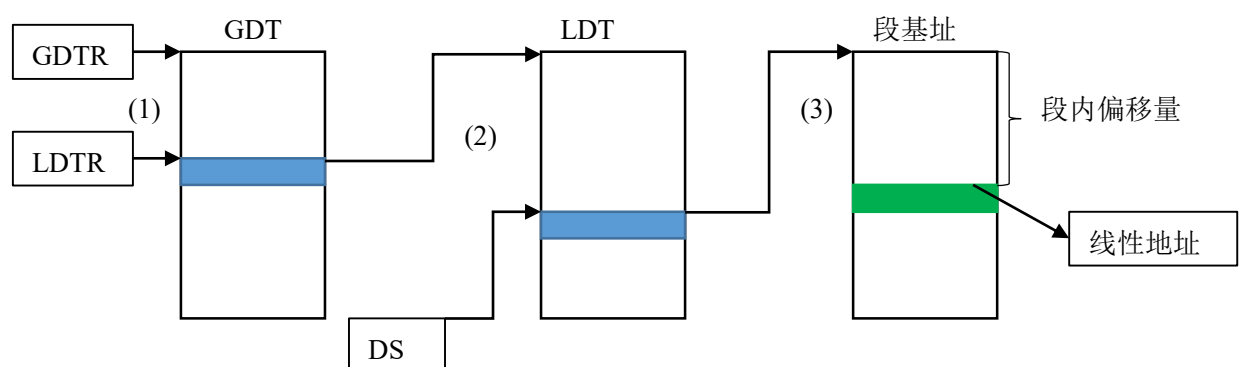 GDT
LDT
段基址
GDTR
(1)
(2)
(3)
段内偏移量
LDTR
线性地址
DS